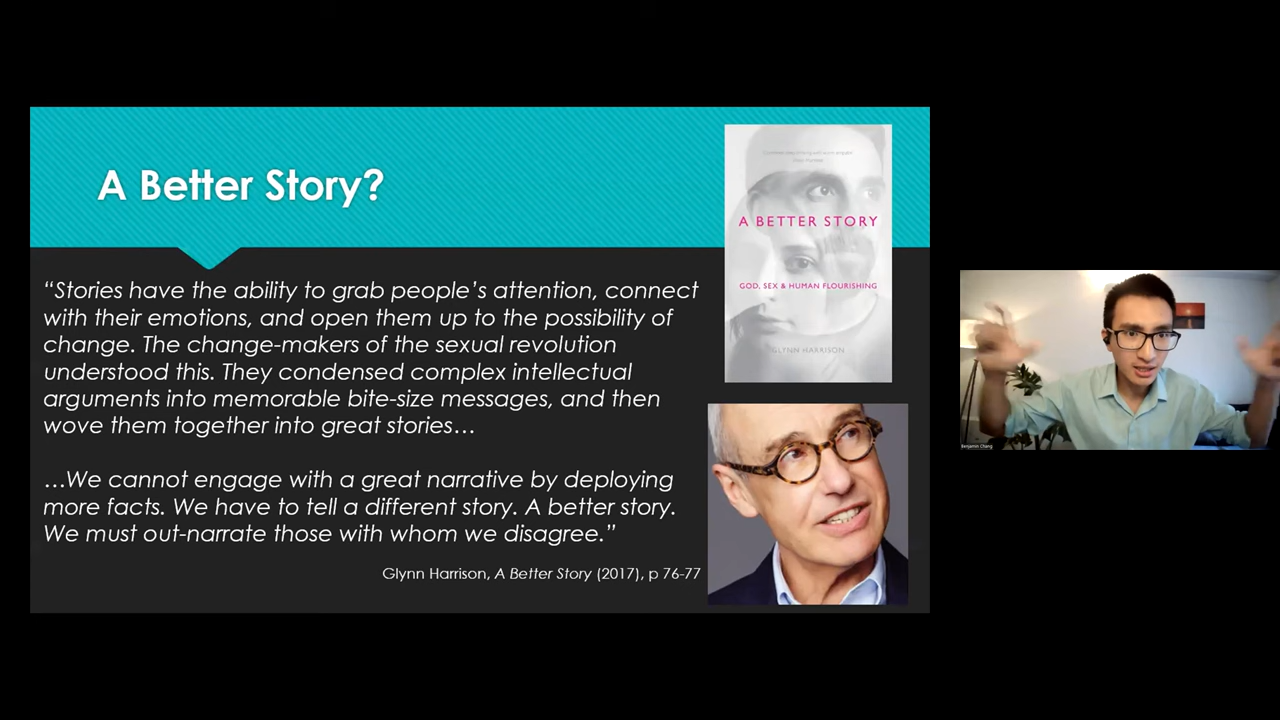 A Better Story?
“Stories have the ability to grab people’s attention, connect
with their emotions, and open them up to the possibility of
change. The change-makers of the sexual revolution
understood this. They condensed complex intellectual
arguments into memorable bite-size messages, and then
wove them together into great stories…
…We cannot engage with a great narrative by deploying
more facts. We have to tell a different story. A better story.
We must out-narrate those with whom we disagree.”
Glynn Harrison, A Better Story (2017), p 76-77
A BETTER STORY
GOD, SEX & HUMAN FLOURISHING
GLYNN HARRISON
Benjamin Chang